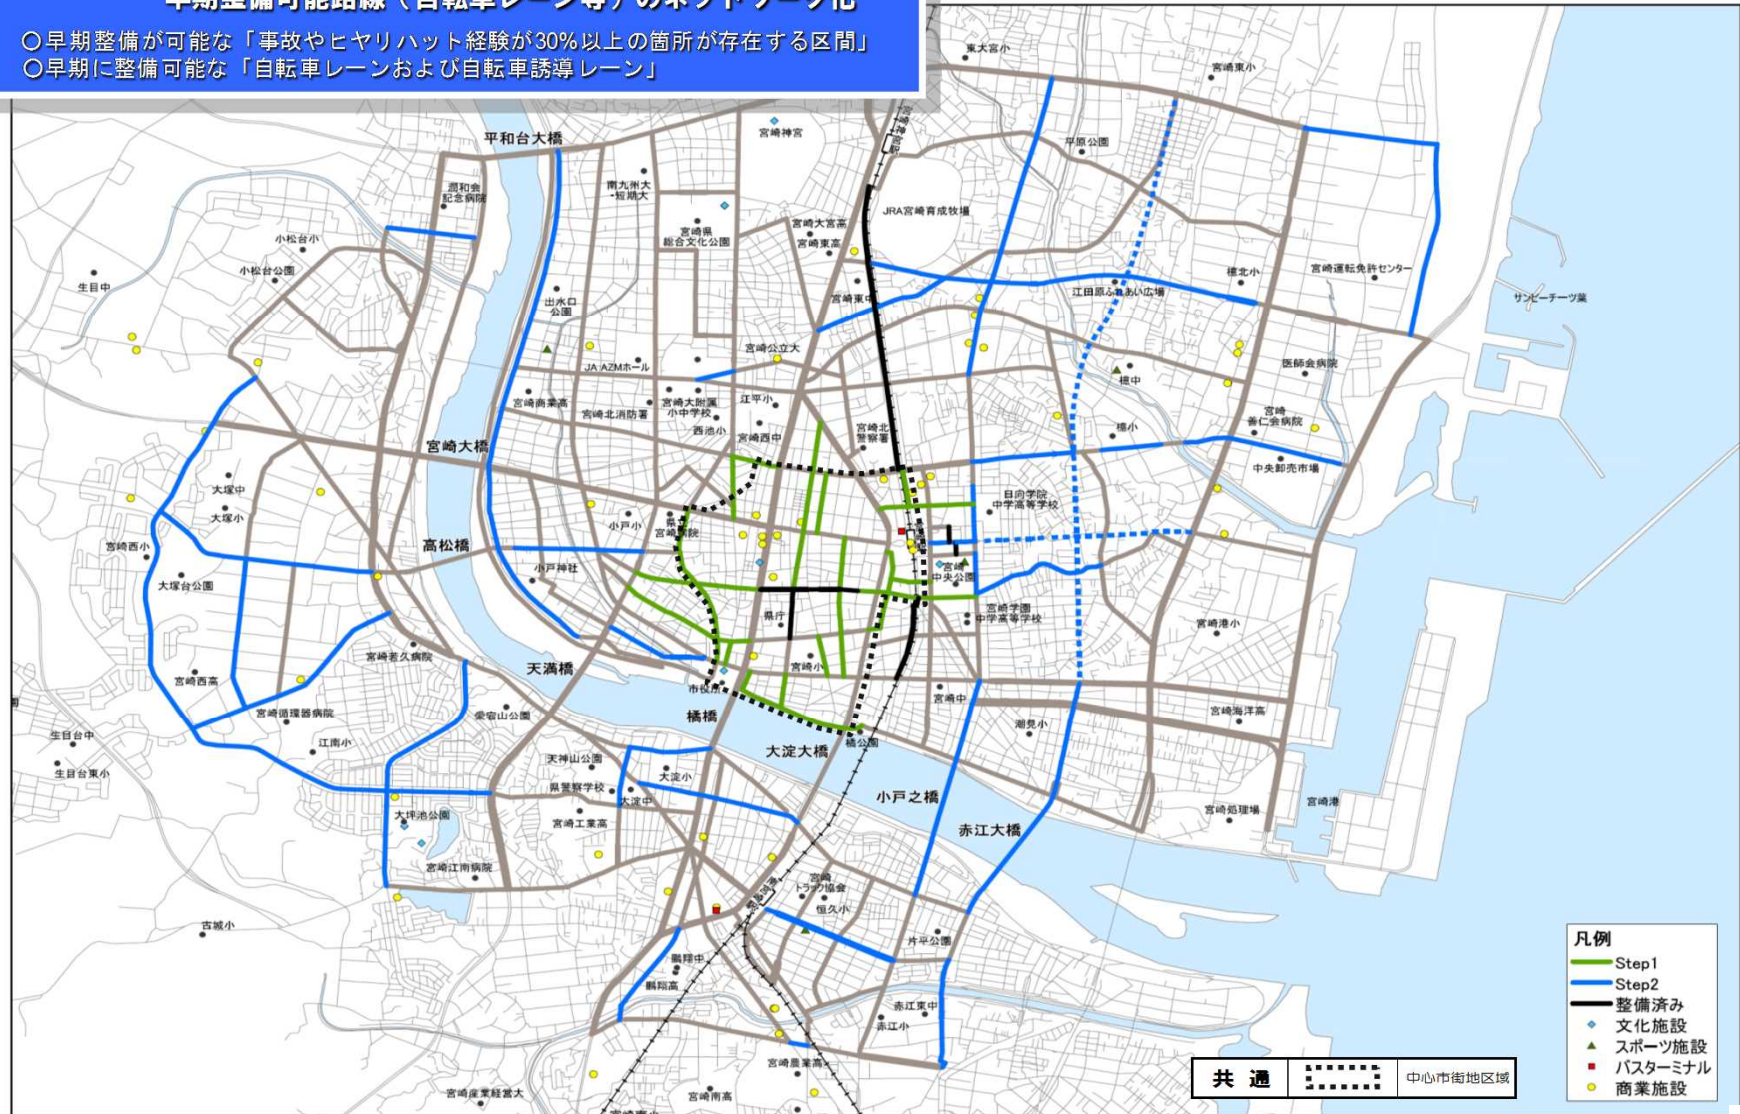 早期整備可能路線（自転車レーン等）のネットワーク化
○早期整備が可能な「事故やヒヤリハット経験が30%以上の箇所が存在する区間」
○早期に整備可能な「自転車レーンおよび自転車誘導レーン」
東大宮小
宮崎東小
平和台大橋
宮崎神宮
平原公園
潤和会
記念病院
南九州大
・短期大
宮崎県
総合文化公園
宮崎大宮高
宮崎東高
JRA宮崎育成牧場
小松台小
小松台公園
生目中
出水口
公園
宮崎東中
江田原ふれあい広場
檍北小
宮崎運転免許センター
サンビーチ一ツ葉
宮崎公立大
JA AZMホール
医師会病院
檍中
宮崎商業高
宮崎北消防署
宮崎大附属
小中学校
江平小
西池小
宮崎西中
宮崎北
警察署
檍小
宮崎
善仁会病院
中央卸売市場
宮崎大橋
大塚中
大塚小
日向学院
中学高等学校
小戸小
県立
宮崎病院
高松橋
宮崎西小
大塚台公園
小戸神社
宮崎
中央公園
県庁
宮崎学園
中学高等学校
宮崎港小
宮崎若久病院
天満橋
宮崎小
宮崎西高
市役所
宮崎中
宮崎循環器病院
愛宕山公園
橘橋
潮見小
宮崎海洋高
生目台中
江南小
大淀大橋
橘公園
生目台東小
天神山公園
大淀小
県警察学校
大淀中
小戸之橋
宮崎港
宮崎処理場
大坪池公園
宮崎工業高
赤江大橋
宮崎江南病院
宮崎
トラック協会
恒久小
古城小
片平公園
鵬翔中
鵬翔高
赤江東中
赤江小
宮崎農業高
宮崎産業経営大
宮崎南高
凡例
Step1
Step2
整備済み
文化施設
スポーツ施設
バスターミナル
商業施設
共通
中心市街地区域